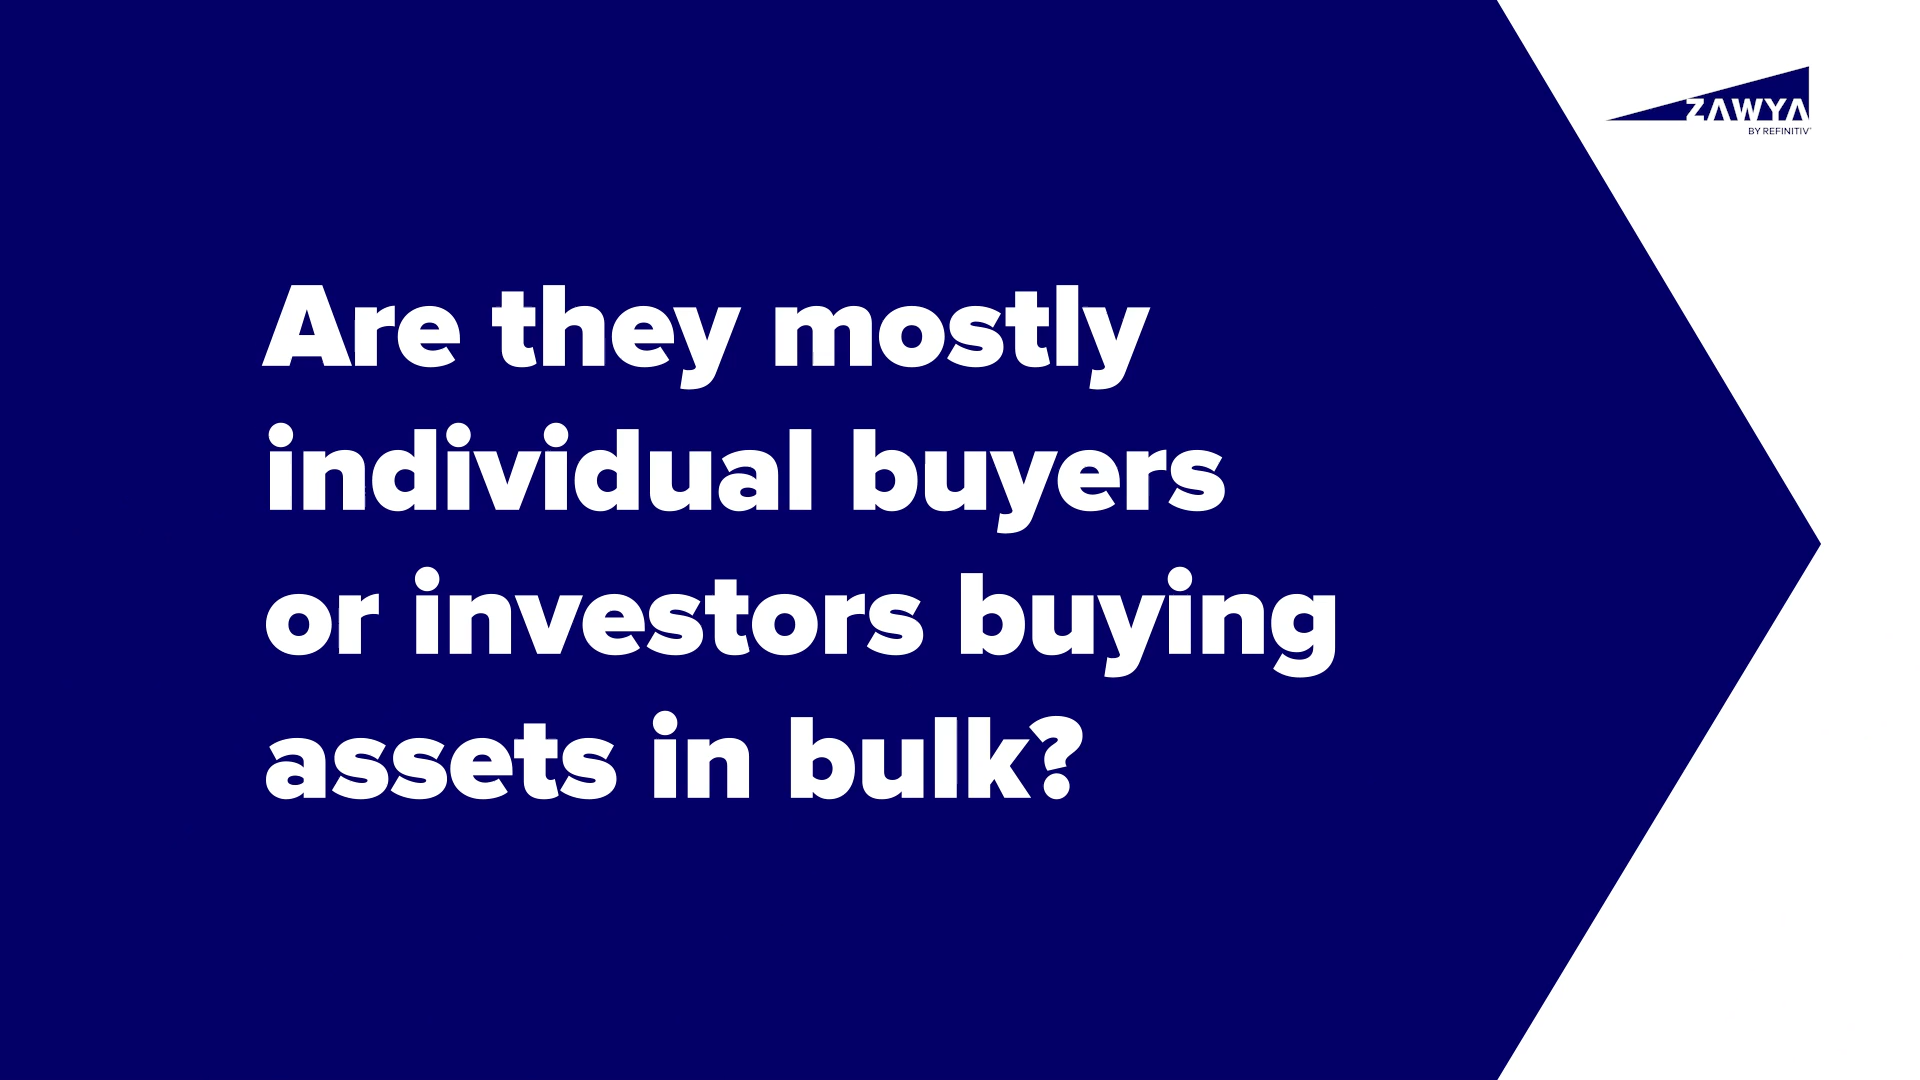 ZAWYA
BY REFINITIV
Are they mostly
individual buyers
or investors buying
assets in bulk?